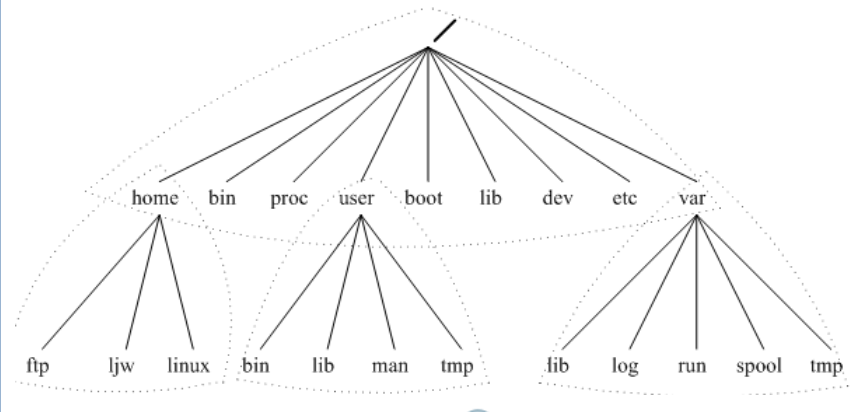 /
home bin proc user boot lib dev etc var
ftp ljw linux bin lib man tmp lib log run spool tmp